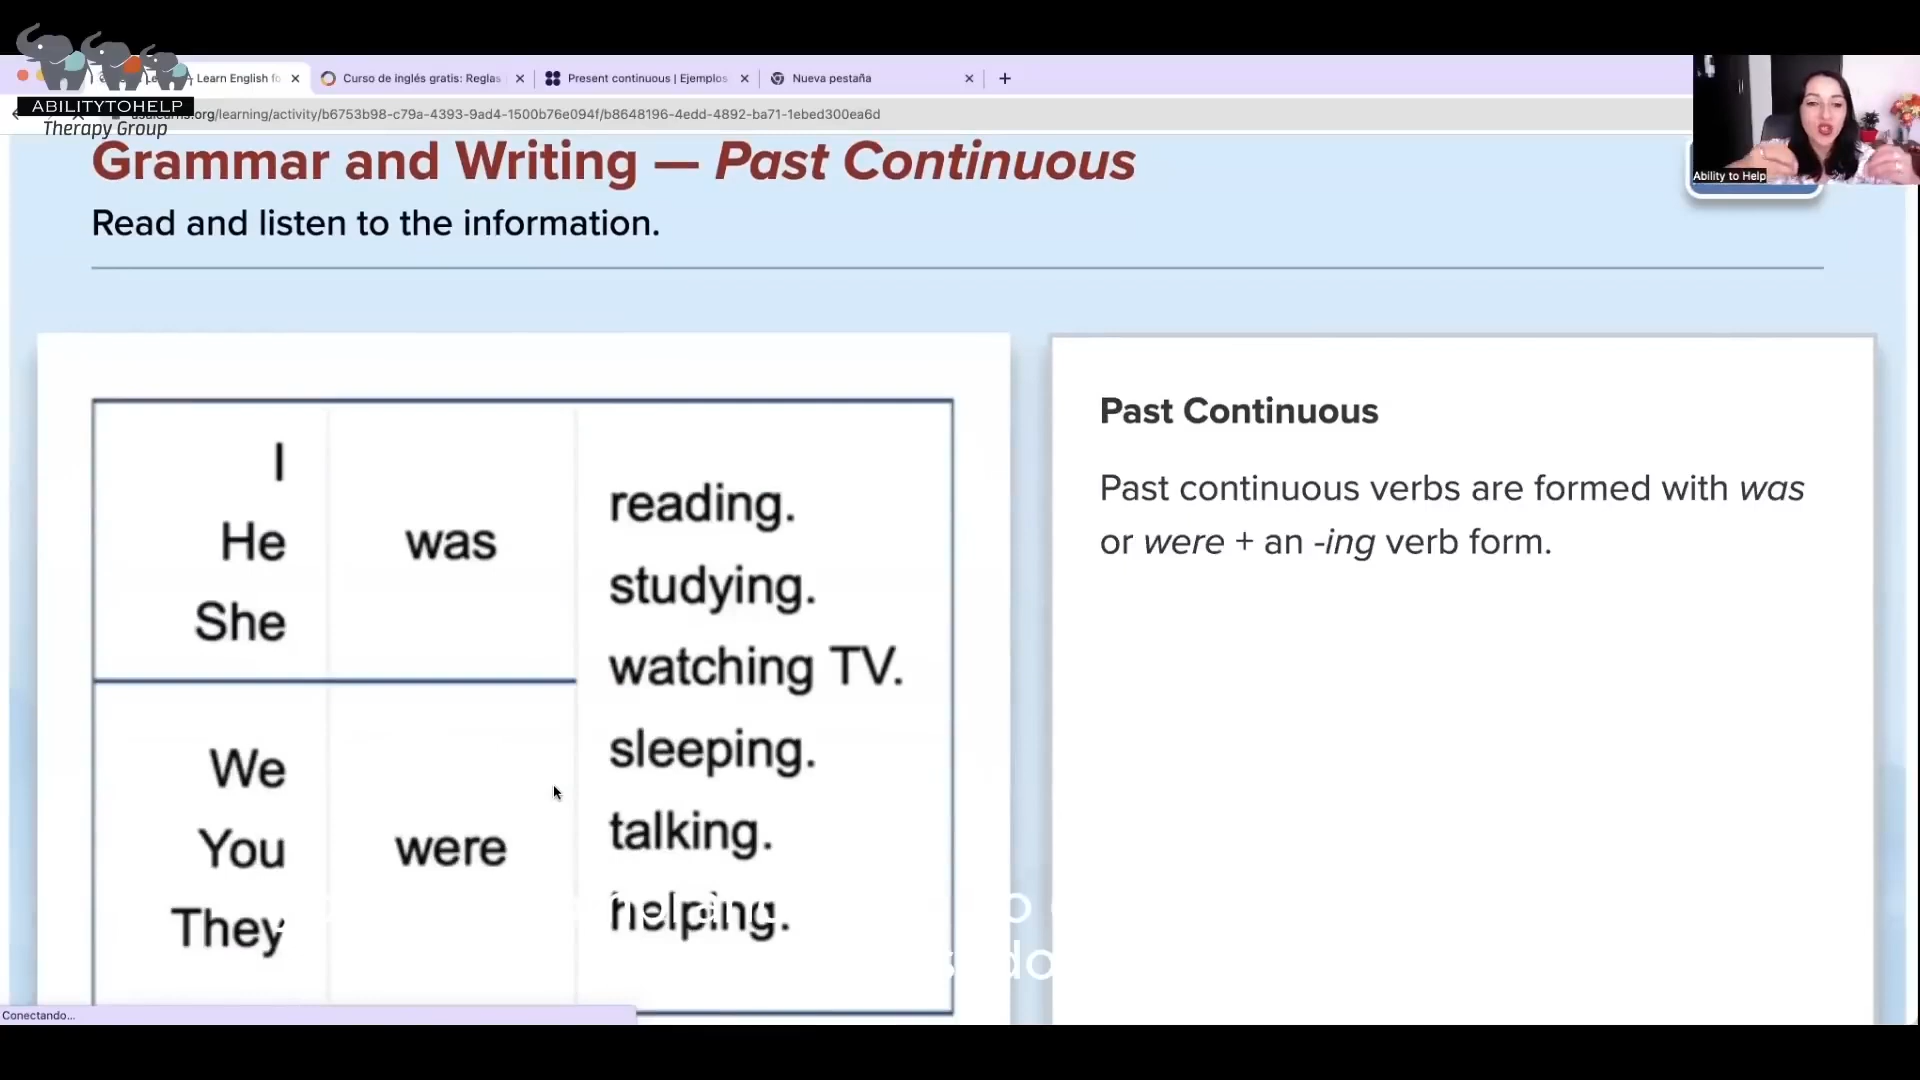 Learn English fo
Curso de inglés gratis: Reglas
Present continuous | Ejemplos
Nueva pestaña
ABILITYTOHELP
Therapy Group
.org/learning/activity/b6753b98-c79a-4393-9ad4-1500b76e094f/b8648196-4edd-4892-ba71-1ebed300ea6d
Ability to Help
Grammar and Writing — Past Continuous
Read and listen to the information.
I
He
She
was
We
You
They
were
reading.
studying.
watching TV.
sleeping.
talking.
helping.
Past Continuous
Past continuous verbs are formed with was
or were + an -ing verb form.
Conectando...